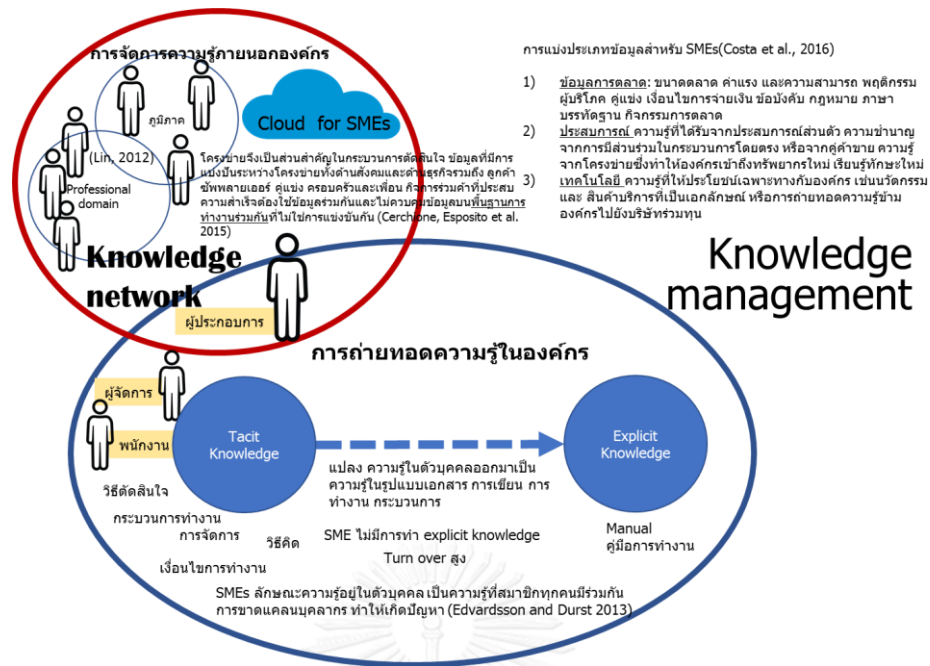 การจัดการความรู้ภายนอกองค์กร
ภูมิภาค
Cloud for SMEs
(Lin, 2012)
Professional
domain
โครงข่ายจึงเป็นส่วนสำคัญในกระบวนการตัดสินใจ ข้อมูลที่มีการ
แบ่งปันระหว่างโครงข่ายทั้งด้านสังคมและด้านธุรกิจรวมถึง ลูกค้า
ซัพพลายเออร์ คู่แข่ง ครอบครัวและเพื่อน กิจการร่วมค้าที่ประสบ
ความสำเร็จต้องใช้ข้อมูลร่วมกันและไม่ควบคุมข้อมูลบนพื้นฐานการ
ทำงานร่วมกันที่ไม่ใช่การแข่งขันกัน (Cerchione, Esposito et al.
2015)
Knowledge
network
ผู้ประกอบการ
การแบ่งประเภทข้อมูลสำหรับ SMEs(Costa et al., 2016)
1) ข้อมูลการตลาด: ขนาดตลาด ค่าแรง และความสามารถ พฤติกรรม
ผู้บริโภค คู่แข่ง เงื่อนไขการจ่ายเงิน ข้อบังคับ กฎหมาย ภาษา
บรรทัดฐาน กิจกรรมการตลาด
2) ประสบการณ์ ความรู้ที่ได้รับจากประสบการณ์ส่วนตัว ความชำนาญ
จากการมีส่วนร่วมในกระบวนการโดยตรง หรือจากคู่ค้าขาย ความรู้
จากโครงข่ายซึ่งทำให้องค์กรเข้าถึงทรัพยากรใหม่ เรียนรู้ทักษะใหม่
3) เทคโนโลยี ความรู้ที่ให้ประโยชน์เฉพาะทางกับองค์กร เช่นนวัตกรรม
และ สินค้าบริการที่เป็นเอกลักษณ์ หรือการถ่ายทอดความรู้ข้าม
องค์กรไปยังบริษัทร่วมทุน
Knowledge
management
การถ่ายทอดความรู้ในองค์กร
ผู้จัดการ
พนักงาน
Tacit
Knowledge
Explicit
Knowledge
แปลง ความรู้ในตัวบุคคลออกมาเป็น
ความรู้ในรูปแบบเอกสาร การเขียน การ
ทำงาน กระบวนการ
วิธีตัดสินใจ
กระบวนการทำงาน
การจัดการ
วิธีคิด
เงื่อนไขการทำงาน
SME ไม่มีการทำ explicit knowledge
Turn over สูง
Manual
คู่มือการทำงาน
SMEs ลักษณะความรู้อยู่ในตัวบุคคล เป็นความรู้ที่สมาชิกทุกคนมีร่วมกัน
การขาดแคลนบุคลากร ทำให้เกิดปัญหา (Edvardsson and Durst 2013)